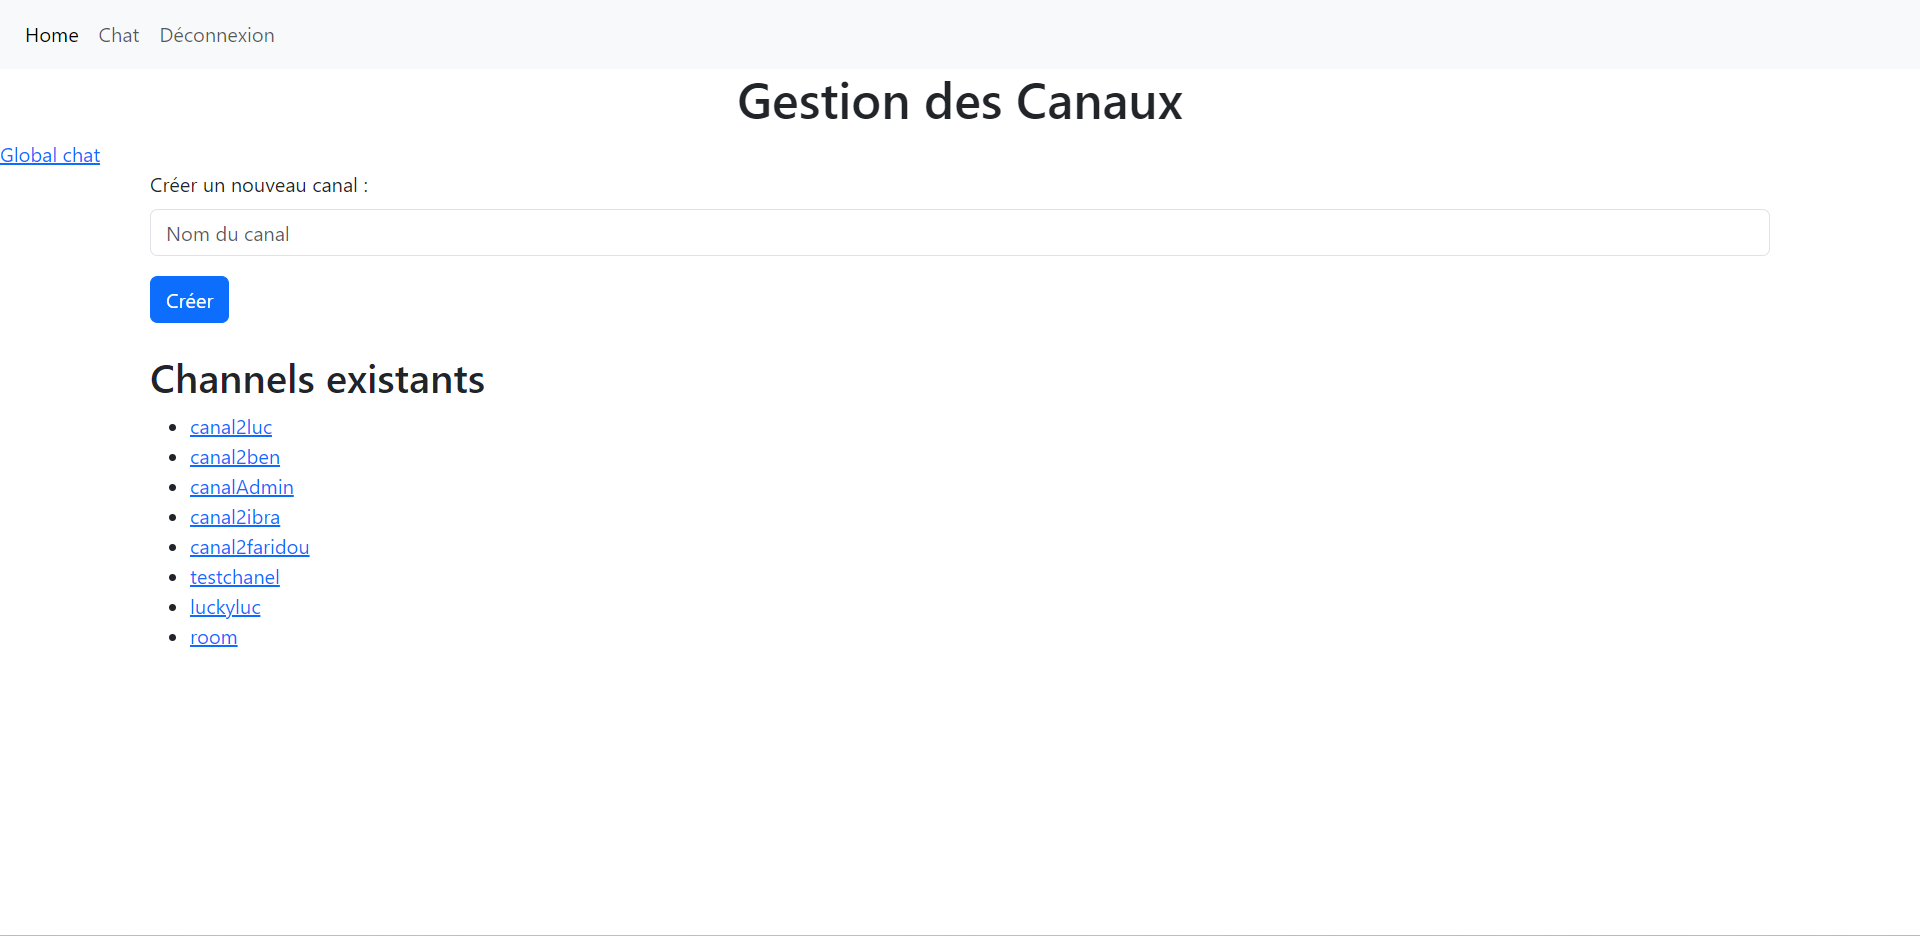 Home Chat Déconnexion
Gestion des Canaux
Global chat
Créer un nouveau canal :
Nom du canal
Créer
Channels existants
canal2luc
canal2ben
canalAdmin
canal2ibra
canal2faridou
testchanel
luckyluc
room